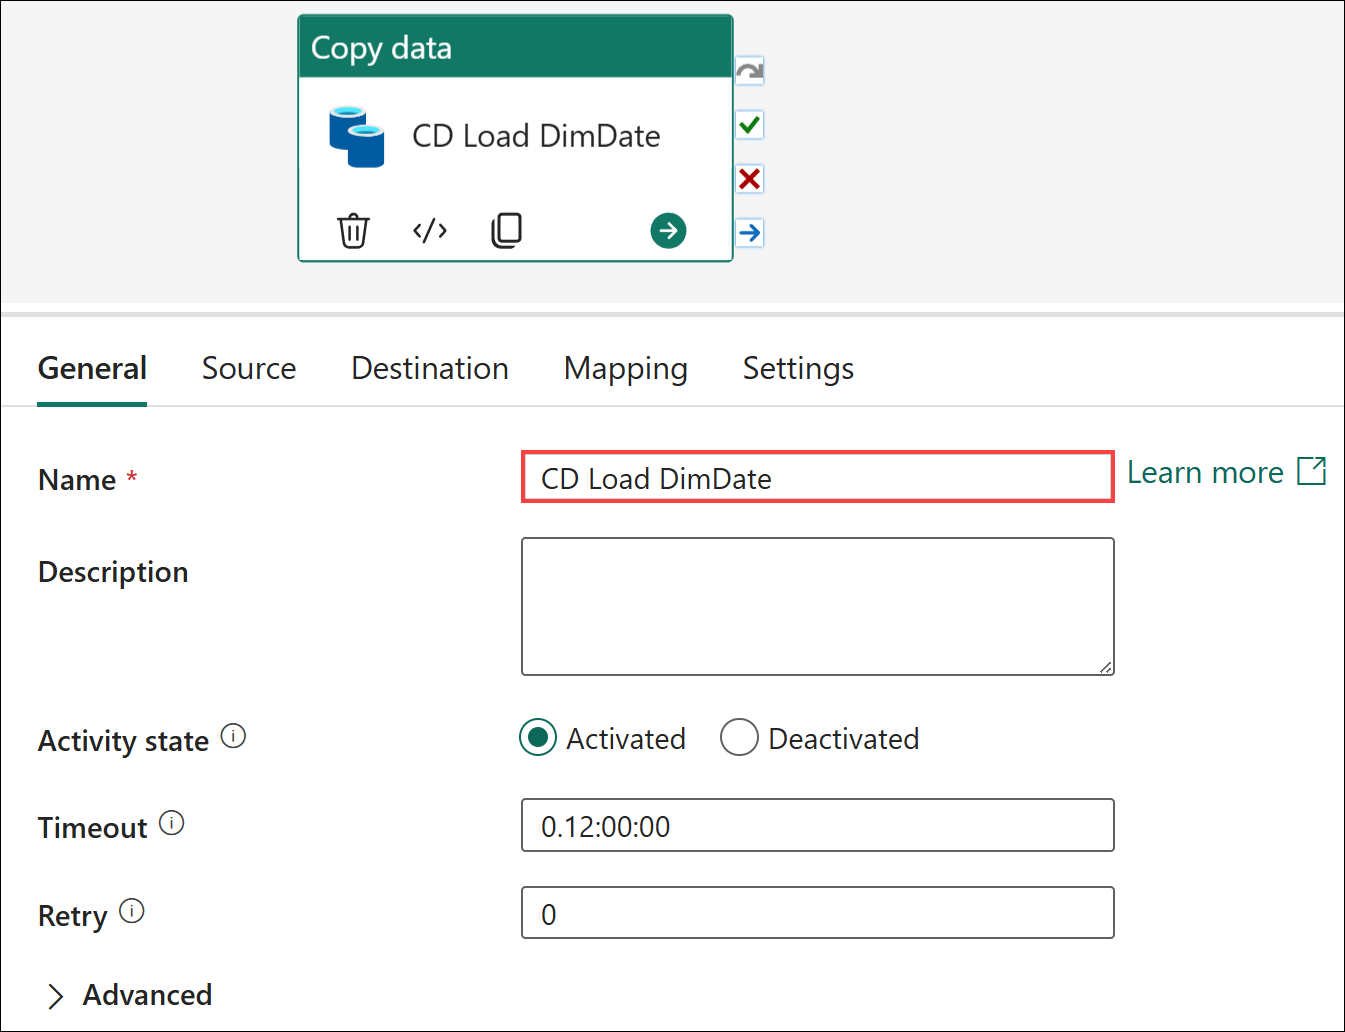 Copy data
CD Load DimDate
</>
General Source Destination Mapping Settings
Name * CD Load DimDate Learn more
Description
Activity state Activated Deactivated
Timeout 0.12:00:00
Retry 0
Advanced